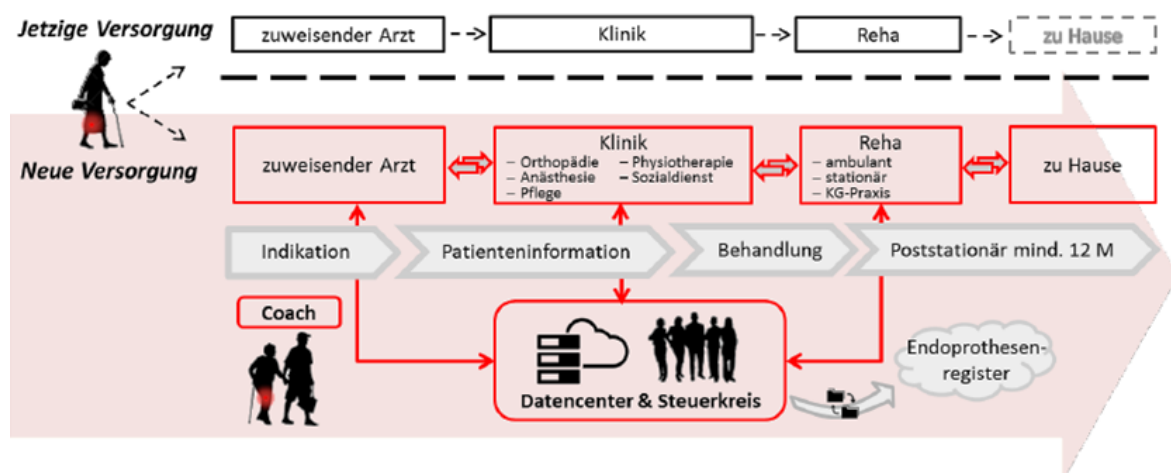 Jetzige Versorgung
zuweisender Arzt
Klinik
Reha
zu Hause
Neue Versorgung
zuweisender Arzt
Klinik
– Orthopädie – Physiotherapie
– Anästhesie – Sozialdienst
– Pflege
Reha
– ambulant
– stationär
– KG-Praxis
zu Hause
Indikation
Patienteninformation
Behandlung
Poststationär mind. 12 M
Coach
Datencenter & Steuerkreis
Endoprothesen-
register